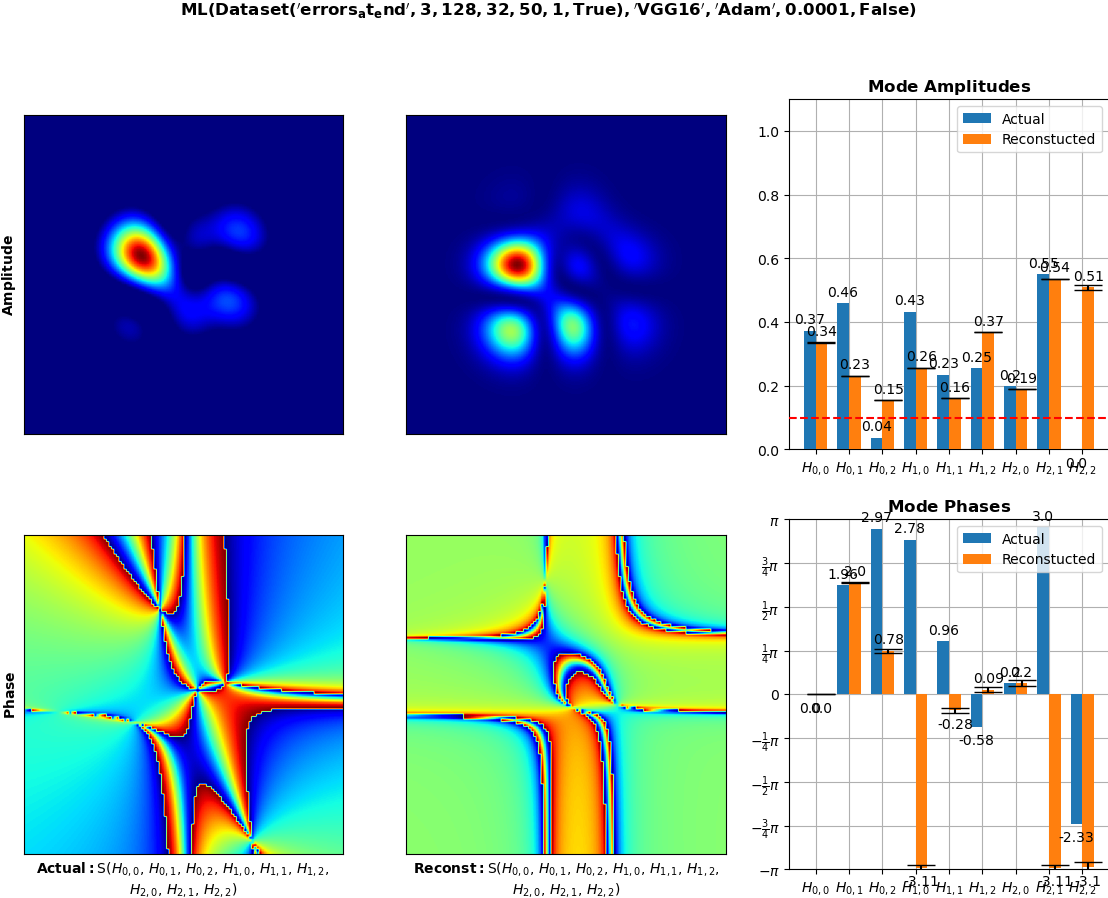 ML(Dataset('errors_at_end', 3, 128, 32, 50, 1, True), 'VGG16', 'Adam', 0.0001, False)
Amplitude
Mode Amplitudes
Actual
Reconstucted
1.0
0.8
0.6
0.4
0.2
0.0
0.37 0.46 0.04 0.43 0.23 0.25 0.2 0.55 0.0
0.34 0.23 0.15 0.26 0.16 0.37 0.19 0.54 0.51
H0,0 H0,1 H0,2 H1,0 H1,1 H1,2 H2,0 H2,1 H2,2
Phase
Mode Phases
Actual
Reconstucted
π
3/4π
1/2π
1/4π
0
−1/4π
−1/2π
−3/4π
−π
0.0 1.96 2.97 2.78 0.96 -0.58 0.2 3.0 -2.33
0.0 2.0 0.78 -3.11 -0.28 0.09 0.2 -3.11 -3.1
H0,0 H0,1 H0,2 H1,0 H1,1 H1,2 H2,0 H2,1 H2,2
Actual: S(H0,0, H0,1, H0,2, H1,0, H1,1, H1,2,
H2,0, H2,1, H2,2)
Reconst: S(H0,0, H0,1, H0,2, H1,0, H1,1, H1,2,
H2,0, H2,1, H2,2)